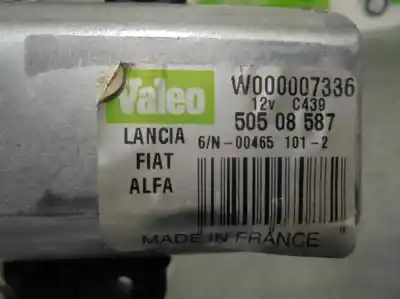 Valeo
W000007336
12v C439
505 08 587
LANCIA
FIAT
ALFA
6/N-00465 101-2
MADE IN FRANCE